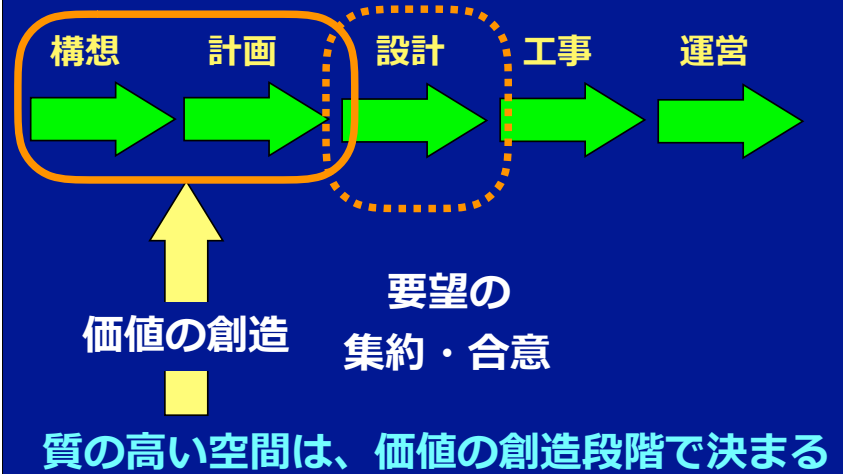 構想 計画 設計 工事 運営
価値の創造
要望の
集約・合意
質の高い空間は、価値の創造段階で決まる